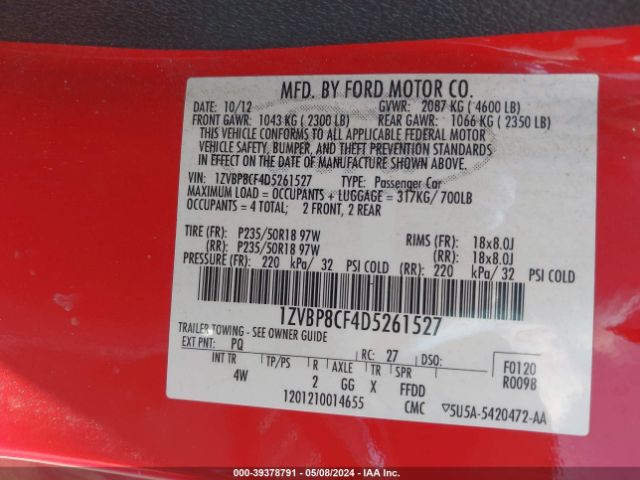 MFD. BY FORD MOTOR CO.
DATE: 10/12 GVWR: 2087 KG ( 4600 LB)
FRONT GAWR: 1043 KG ( 2300 LB) REAR GAWR: 1066 KG ( 2350 LB)
THIS VEHICLE CONFORMS TO ALL APPLICABLE FEDERAL MOTOR
VEHICLE SAFETY, BUMPER, AND THEFT PREVENTION STANDARDS
IN EFFECT ON THE DATE OF MANUFACTURE SHOWN ABOVE.
VIN: 1ZVBP8CF4D5261527 TYPE: Passenger Car
MAXIMUM LOAD = OCCUPANTS + LUGGAGE = 317KG/ 700LB
OCCUPANTS = 4 TOTAL; 2 FRONT, 2 REAR
TIRE (FR): P235/50R18 97W RIMS (FR): 18x8.0J
(RR): P235/50R18 97W (RR): 18x8.0J
PRESSURE (FR): 220 kPa/ 32 PSI COLD (RR): 220 kPa/ 32 PSI COLD
1ZVBP8CF4D5261527
TRAILER TOWING - SEE OWNER GUIDE
EXT PNT: PQ RC: 27 DSO: F0120
INT TR TP/PS R AXLE TR SPR R0098
4W 2 GG X FFDD
1201210014655 CMC 5U5A-5420472-AA
000-39378791 - 05/08/2024 - IAA Inc.